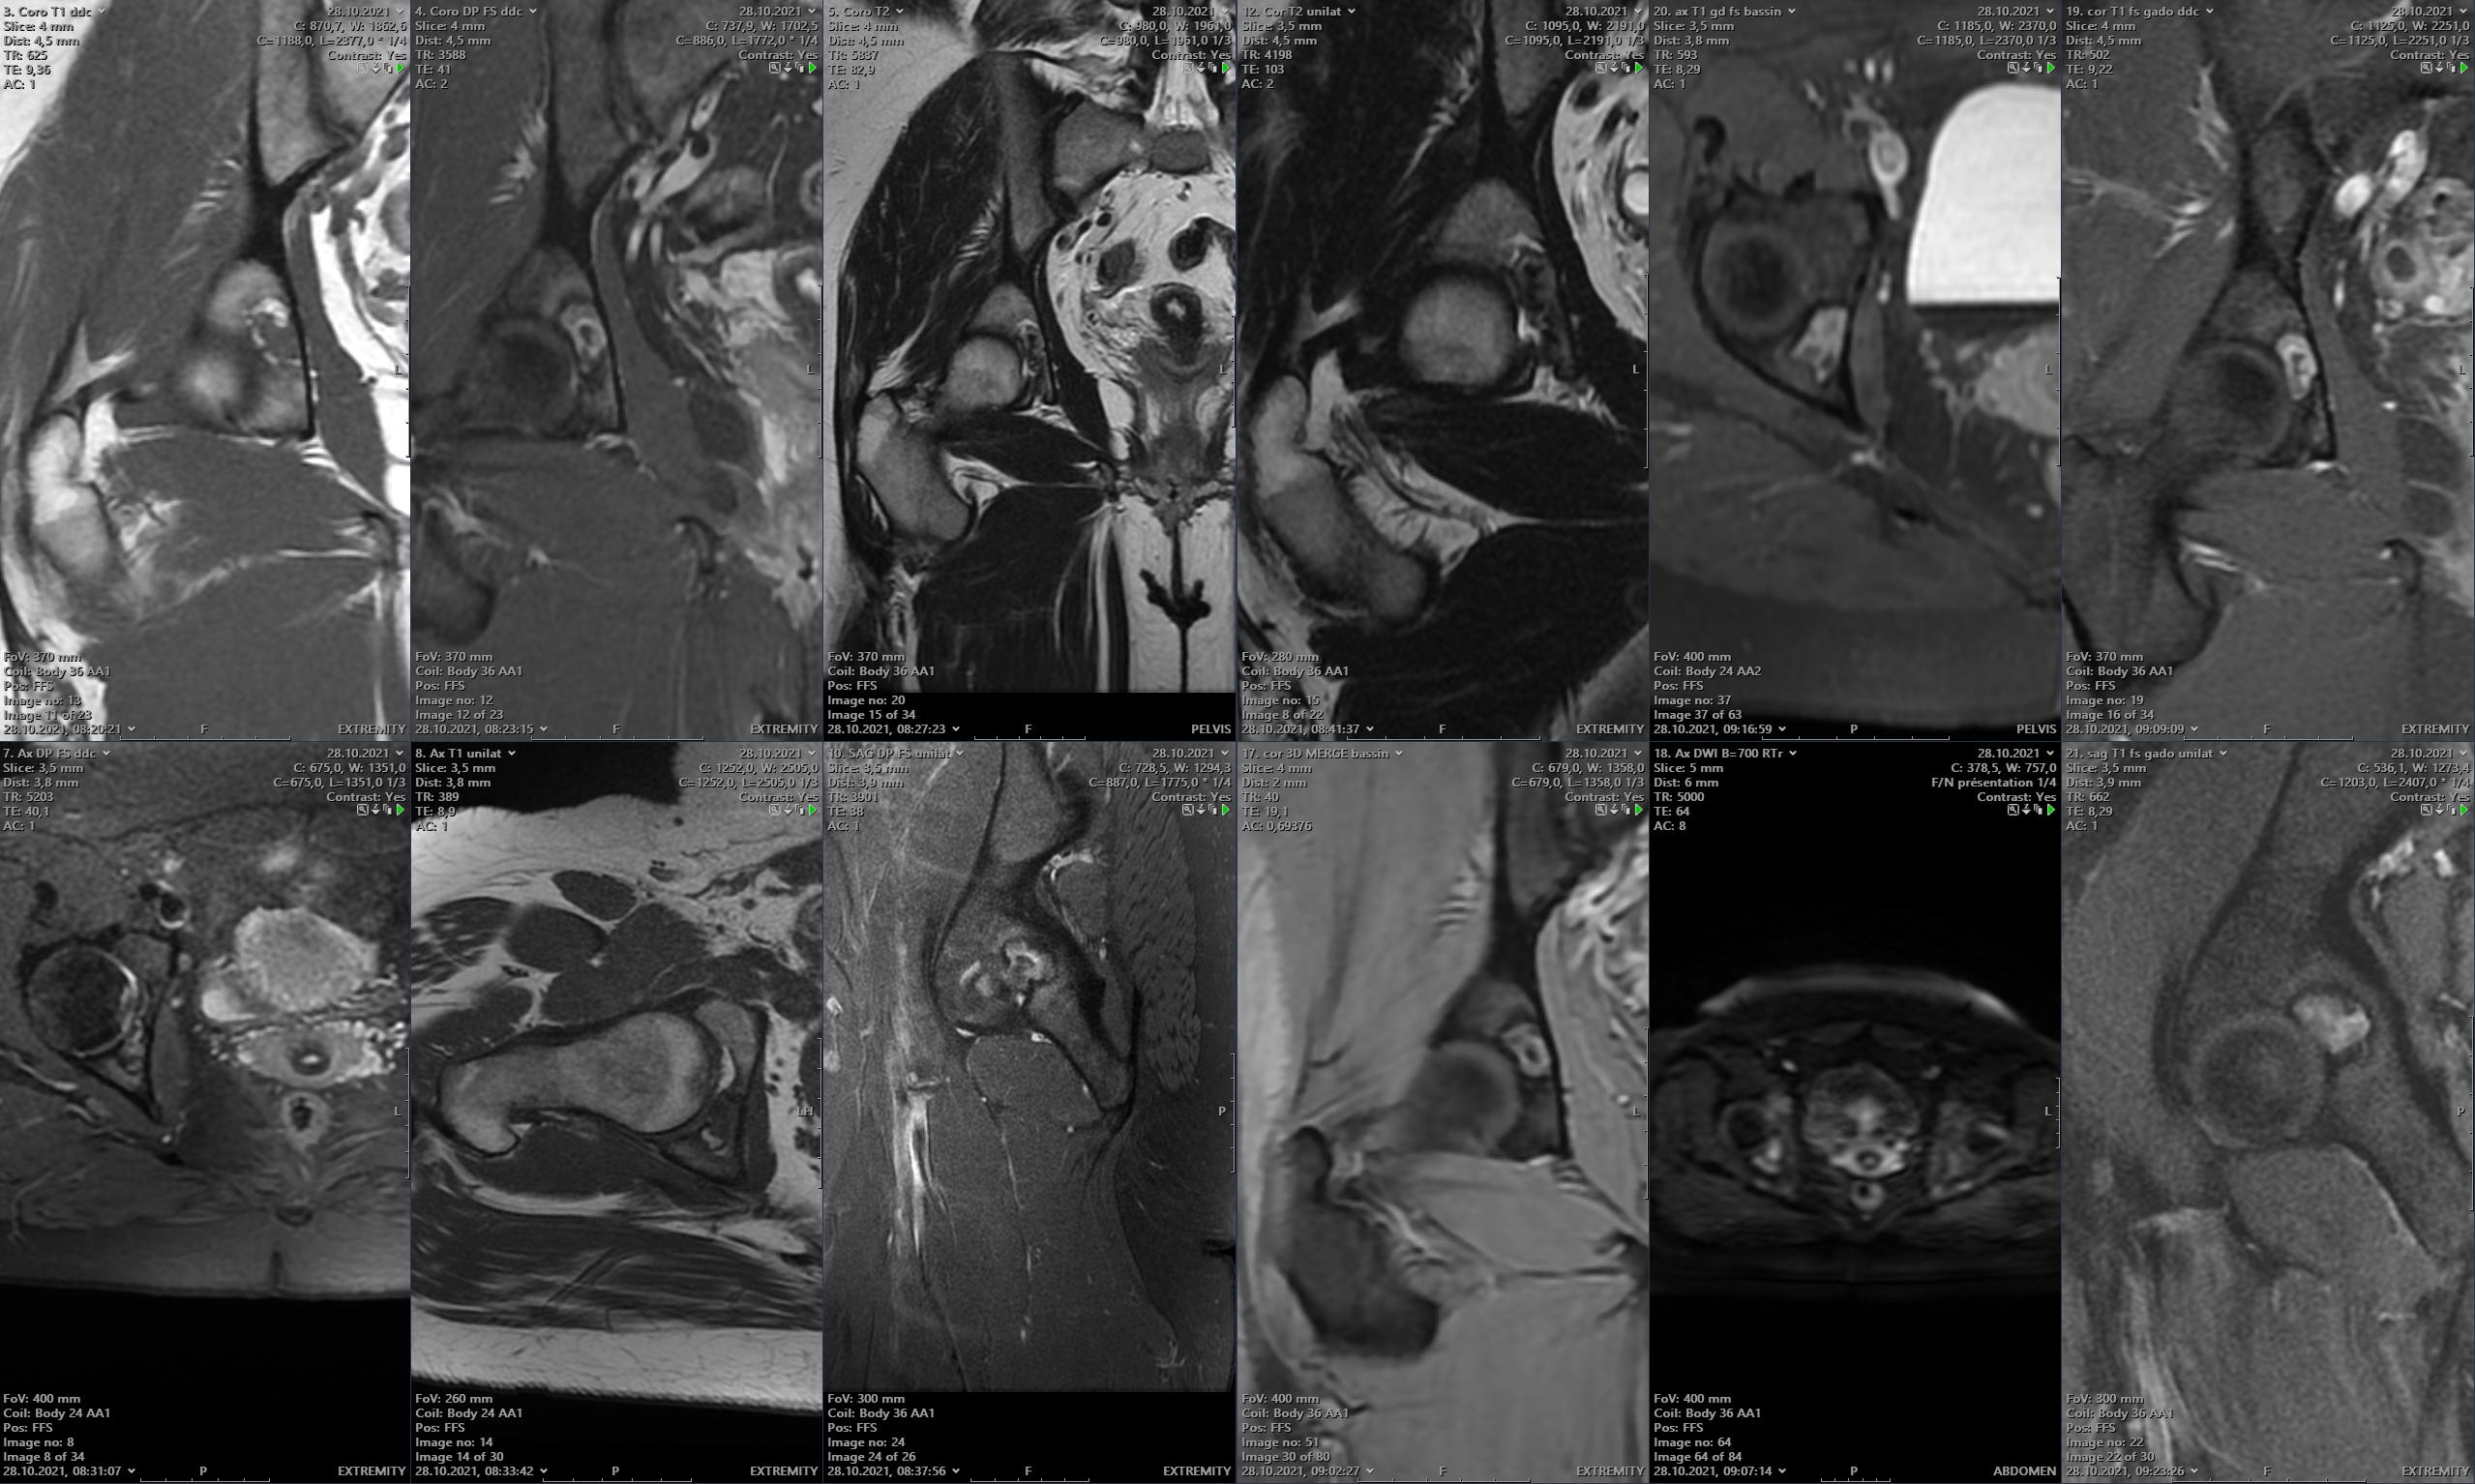 3. Coro T1 ddc
28.10.2021
Slice: 4 mm
C: 870,7, W: 1862,6
Dist: 4,5 mm
C=1188,0, L=2377,0 * 1/4
TR: 625
Contrast: Yes
TE: 9,36
AC: 1
L
FoV: 370 mm
Coil: Body 36 AA1
Pos: FFS
Image no: 13
Image 11 of 23
28.10.2021, 08:20:21
F
EXTREMITY
4. Coro DP FS ddc
28.10.2021
Slice: 4 mm
C: 737,9, W: 1702,5
Dist: 4,5 mm
C=886,0, L=1772,0 * 1/4
TR: 3588
Contrast: Yes
TE: 41
AC: 2
L
FoV: 370 mm
Coil: Body 36 AA1
Pos: FFS
Image no: 12
Image 12 of 23
28.10.2021, 08:23:15
F
EXTREMITY
5. Coro T2
28.10.2021
Slice: 4 mm
C: 980,0, W: 1961,0
Dist: 4,5 mm
C=980,0, L=1961,0 1/3
TR: 5887
Contrast: Yes
TE: 82,9
AC: 1
L
FoV: 370 mm
Coil: Body 36 AA1
Pos: FFS
Image no: 20
Image 15 of 34
28.10.2021, 08:27:23
F
PELVIS
12. Cor T2 unilat
28.10.2021
Slice: 3,5 mm
C: 1095,0, W: 2191,0
Dist: 4,5 mm
C=1095,0, L=2191,0 1/3
TR: 4198
Contrast: Yes
TE: 103
AC: 2
L
FoV: 280 mm
Coil: Body 36 AA1
Pos: FFS
Image no: 15
Image 8 of 22
28.10.2021, 08:41:37
F
EXTREMITY
20. ax T1 gd fs bassin
28.10.2021
Slice: 3,5 mm
C: 1185,0, W: 2370,0
Dist: 3,8 mm
C=1185,0, L=2370,0 1/3
TR: 593
Contrast: Yes
TE: 8,29
AC: 1
L
FoV: 400 mm
Coil: Body 24 AA2
Pos: FFS
Image no: 37
Image 37 of 63
28.10.2021, 09:16:59
P
PELVIS
19. cor T1 fs gado ddc
28.10.2021
Slice: 4 mm
C: 1125,0, W: 2251,0
Dist: 4,5 mm
C=1125,0, L=2251,0 1/3
TR: 502
Contrast: Yes
TE: 9,22
AC: 1
L
FoV: 370 mm
Coil: Body 36 AA1
Pos: FFS
Image no: 19
Image 16 of 34
28.10.2021, 09:09:09
F
EXTREMITY
7. Ax DP FS ddc
28.10.2021
Slice: 3,5 mm
C: 675,0, W: 1351,0
Dist: 3,8 mm
C=675,0, L=1351,0 1/3
TR: 5203
Contrast: Yes
TE: 40,1
AC: 1
L
FoV: 400 mm
Coil: Body 24 AA1
Pos: FFS
Image no: 8
Image 8 of 34
28.10.2021, 08:31:07
P
EXTREMITY
8. Ax T1 unilat
28.10.2021
Slice: 3,5 mm
C: 1252,0, W: 2505,0
Dist: 3,8 mm
C=1252,0, L=2505,0 1/3
TR: 389
Contrast: Yes
TE: 8,9
AC: 1
LH
FoV: 260 mm
Coil: Body 24 AA1
Pos: FFS
Image no: 14
Image 14 of 30
28.10.2021, 08:33:42
P
EXTREMITY
10. SAG DP FS unilat
28.10.2021
Slice: 3,5 mm
C: 728,5, W: 1294,3
Dist: 3,9 mm
C=887,0, L=1775,0 * 1/4
TR: 3901
Contrast: Yes
TE: 38
AC: 1
P
FoV: 300 mm
Coil: Body 36 AA1
Pos: FFS
Image no: 24
Image 24 of 26
28.10.2021, 08:37:56
F
EXTREMITY
17. cor 3D MERGE bassin
28.10.2021
Slice: 4 mm
C: 679,0, W: 1358,0
Dist: 2 mm
C=679,0, L=1358,0 1/3
TR: 40
Contrast: Yes
TE: 19,1
AC: 0,69376
L
FoV: 400 mm
Coil: Body 36 AA1
Pos: FFS
Image no: 51
Image 30 of 80
28.10.2021, 09:02:27
F
EXTREMITY
18. Ax DWI B=700 RTr
28.10.2021
Slice: 5 mm
C: 378,5, W: 757,0
Dist: 6 mm
F/N présentation 1/4
TR: 5000
Contrast: Yes
TE: 64
AC: 8
L
FoV: 400 mm
Coil: Body 36 AA1
Pos: FFS
Image no: 64
Image 64 of 84
28.10.2021, 09:07:14
P
ABDOMEN
21. sag T1 fs gado unilat
28.10.2021
Slice: 3,5 mm
C: 536,1, W: 1273,4
Dist: 3,9 mm
C=1203,0, L=2407,0 * 1/4
TR: 662
Contrast: Yes
TE: 8,29
AC: 1
P
FoV: 300 mm
Coil: Body 36 AA1
Pos: FFS
Image no: 22
Image 22 of 30
28.10.2021, 09:23:26
F
EXTREMITY